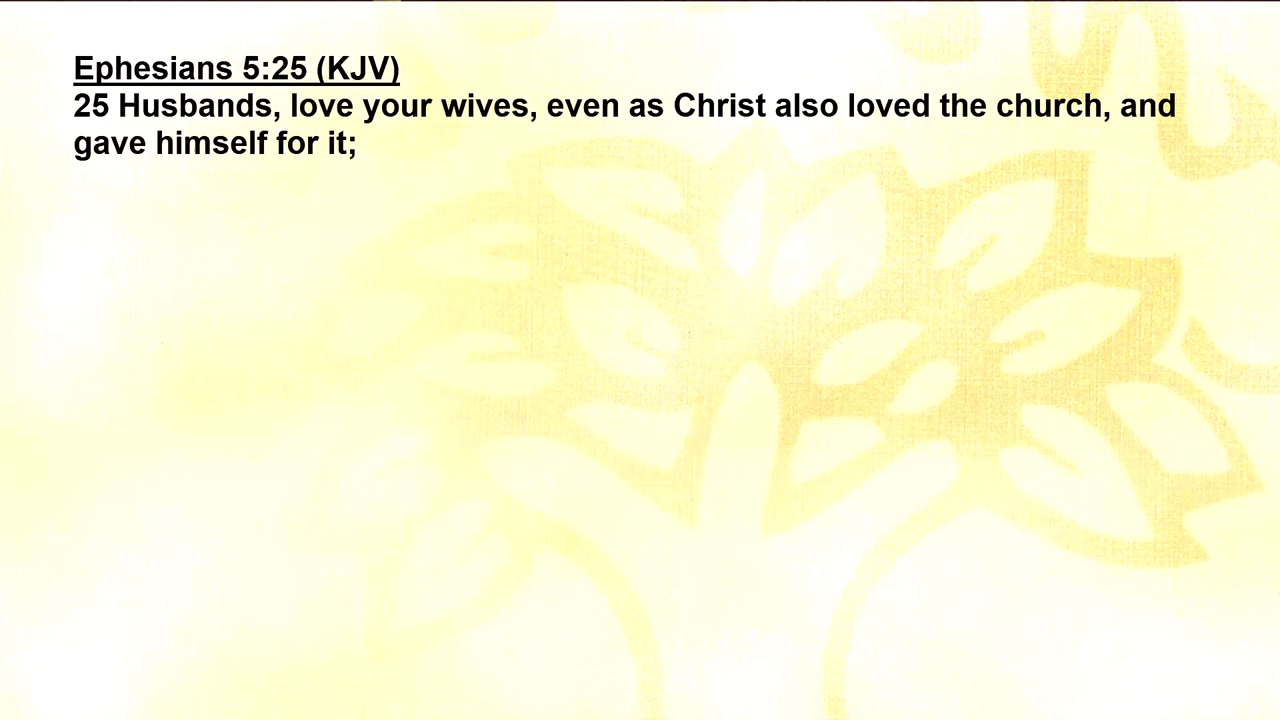 Ephesians 5:25 (KJV)
25 Husbands, love your wives, even as Christ also loved the church, and
gave himself for it;